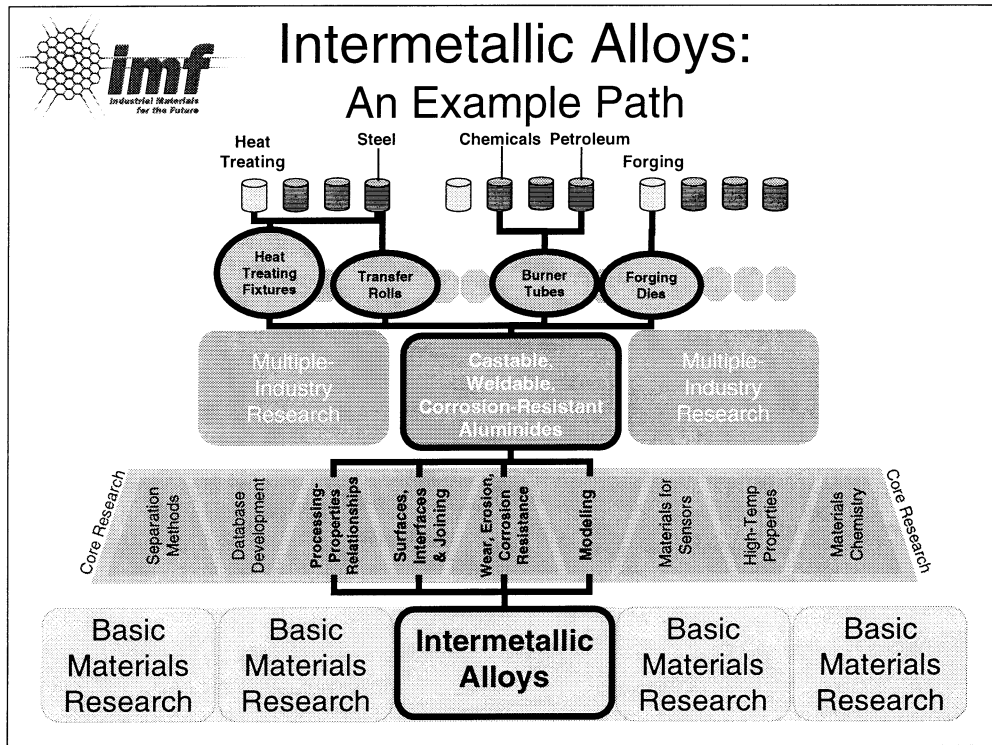 imf
Industrial Materials
for the Future
Intermetallic Alloys:
An Example Path
Heat
Treating
Steel
Chemicals
Petroleum
Forging
Heat
Treating
Fixtures
Transfer
Rolls
Burner
Tubes
Forging
Dies
Multiple-
Industry
Research
Castable,
Weldable,
Corrosion-Resistant
Aluminides
Multiple-
Industry
Research
Core Research
Separation
Methods
Database
Development
Processing-
Properties
Relationships
Surfaces,
Interfaces
& Joining
Wear, Erosion,
Corrosion
Resistance
Modeling
Materials for
Sensors
High-Temp
Properties
Materials
Chemistry
Core Research
Basic
Materials
Research
Basic
Materials
Research
Intermetallic
Alloys
Basic
Materials
Research
Basic
Materials
Research